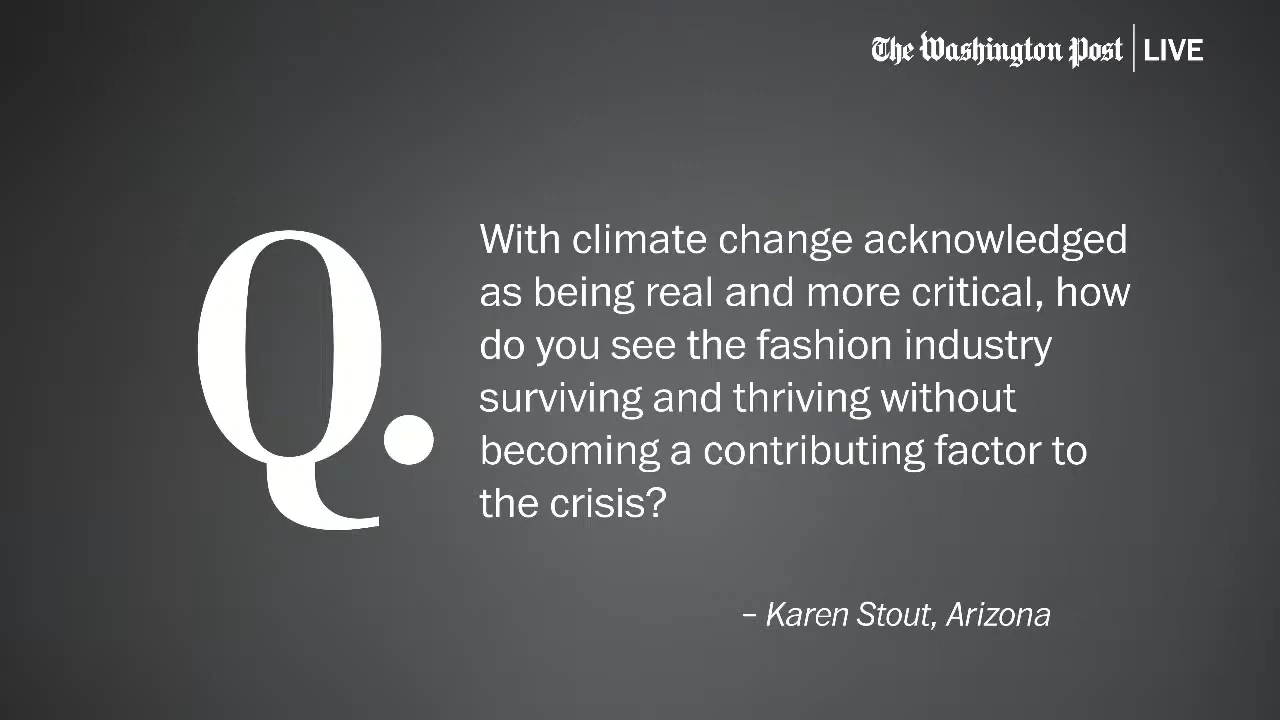 The Washington Post | LIVE
Q.
With climate change acknowledged
as being real and more critical, how
do you see the fashion industry
surviving and thriving without
becoming a contributing factor to
the crisis?
– Karen Stout, Arizona